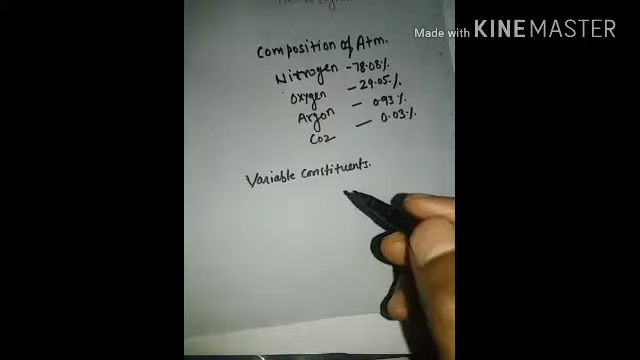 Made with KINEMASTER
Composition of Atm.
Nitrogen - 78.08%
Oxygen - 29.05%
Argon - 0.93%
CO2 - 0.03%
Variable constituents.